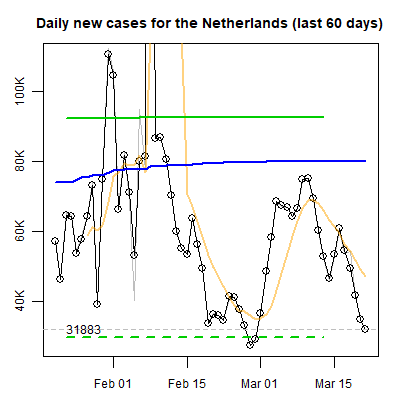 Daily new cases for the Netherlands (last 60 days)
100K
80K
60K
40K
31883
Feb 01
Feb 15
Mar 01
Mar 15